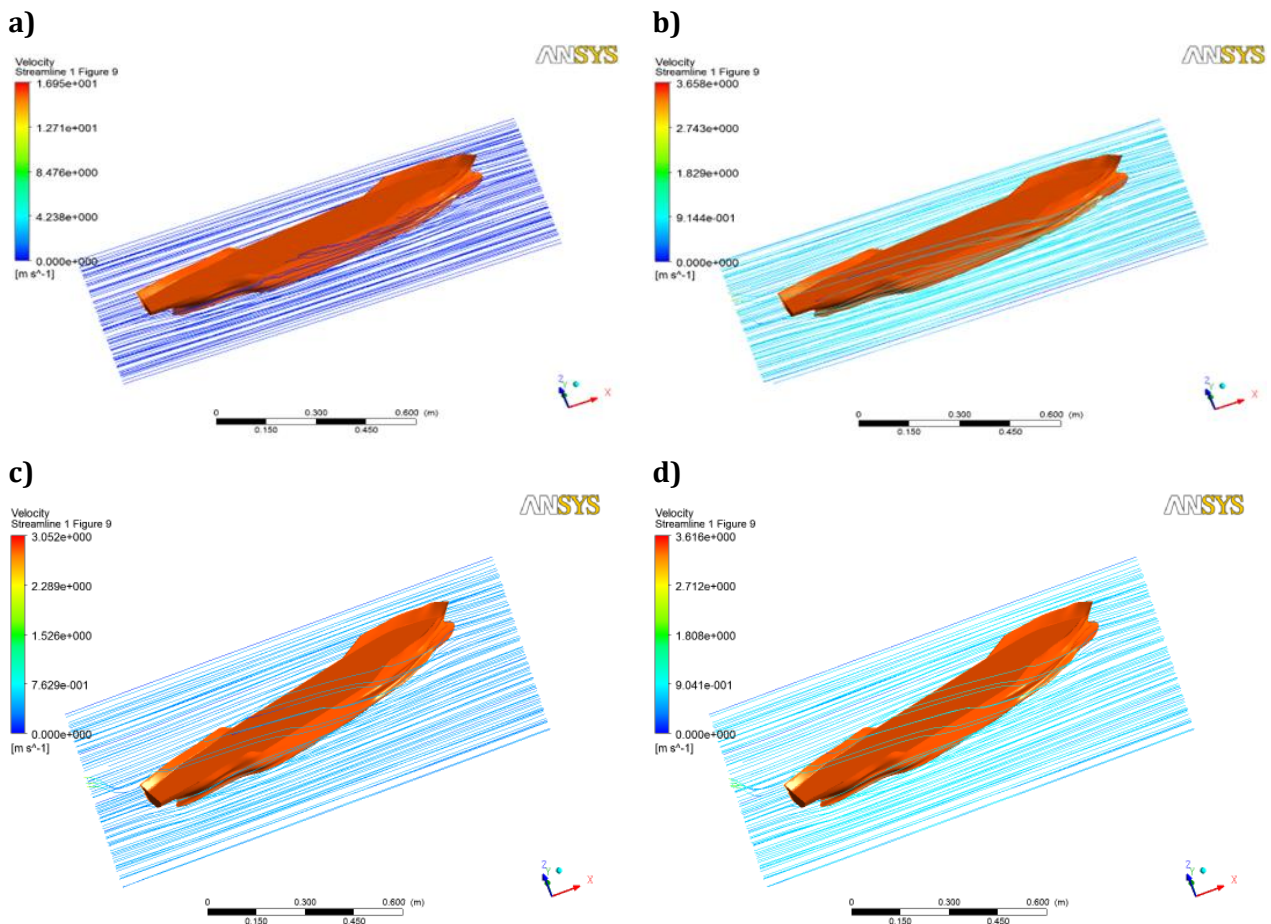 a)
ANSYS
Velocity
Streamline 1 Figure 9
1.695e+001
1.271e+001
8.476e+000
4.238e+000
0.000e+000
[m s^-1]
Z
Y
X
0 0.300 0.600 (m)
0.150 0.450
b)
ANSYS
Velocity
Streamline 1 Figure 9
3.658e+000
2.743e+000
1.829e+000
9.144e-001
0.000e+000
[m s^-1]
Z
Y
X
0 0.300 0.600 (m)
0.150 0.450
c)
ANSYS
Velocity
Streamline 1 Figure 9
3.052e+000
2.289e+000
1.526e+000
7.629e-001
0.000e+000
[m s^-1]
Z
Y
X
0 0.300 0.600 (m)
0.150 0.450
d)
ANSYS
Velocity
Streamline 1 Figure 9
3.616e+000
2.712e+000
1.808e+000
9.041e-001
0.000e+000
[m s^-1]
Z
Y
X
0 0.300 0.600 (m)
0.150 0.450